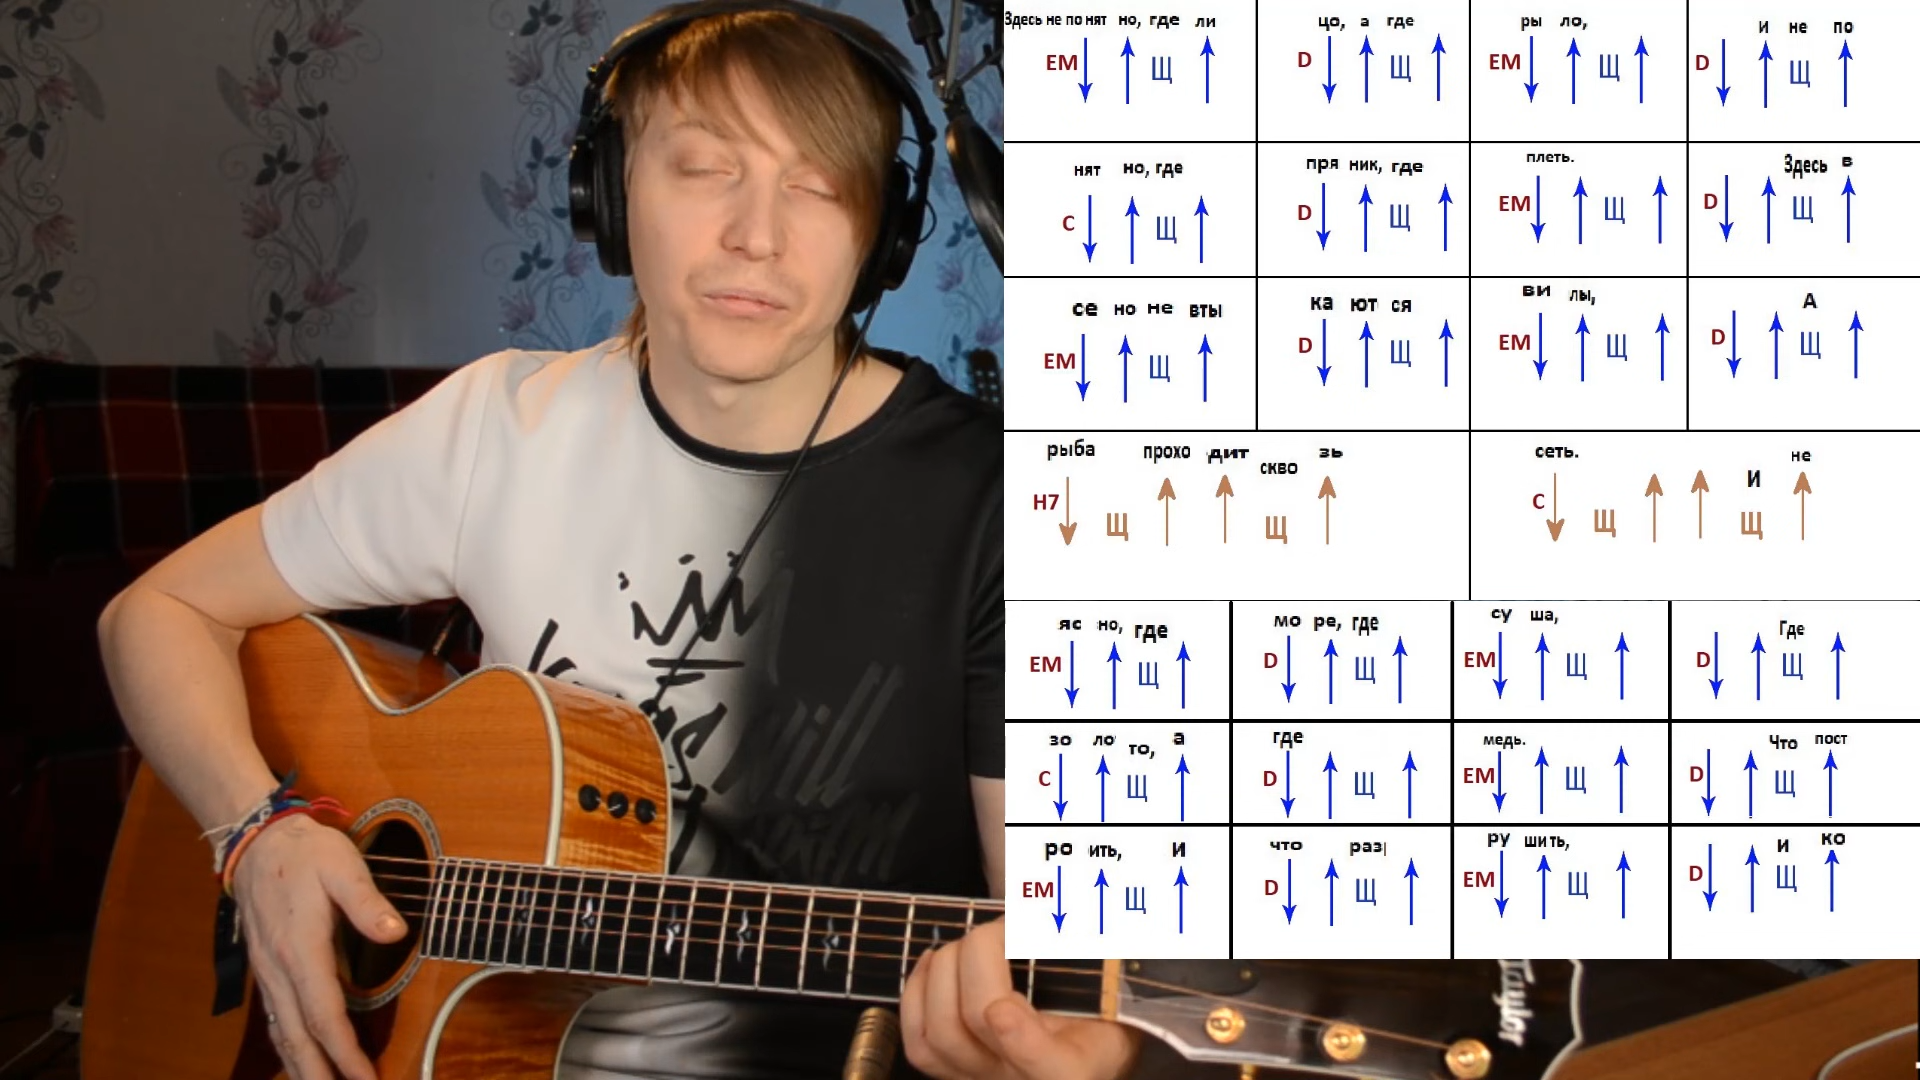 Здесь не по нят но, где ли цо, а где ры ло, И не по
EM Щ D Щ EM Щ D Щ
нят но, где пря ник, где плеть. Здесь в
C Щ D Щ EM Щ D Щ
се но не вты ка ют ся ви лы, А
EM Щ D Щ EM Щ D Щ
рыба прохо дит скво зь сеть. И не
H7 Щ Щ C Щ Щ
яс но, где мо ре, где су ша, Где
EM Щ D Щ EM Щ D Щ
зо ло то, а где медь. Что пост
C Щ D Щ EM Щ D Щ
ро ить, И что раз ру шить, и ко
EM Щ D Щ EM Щ D Щ
Taylor